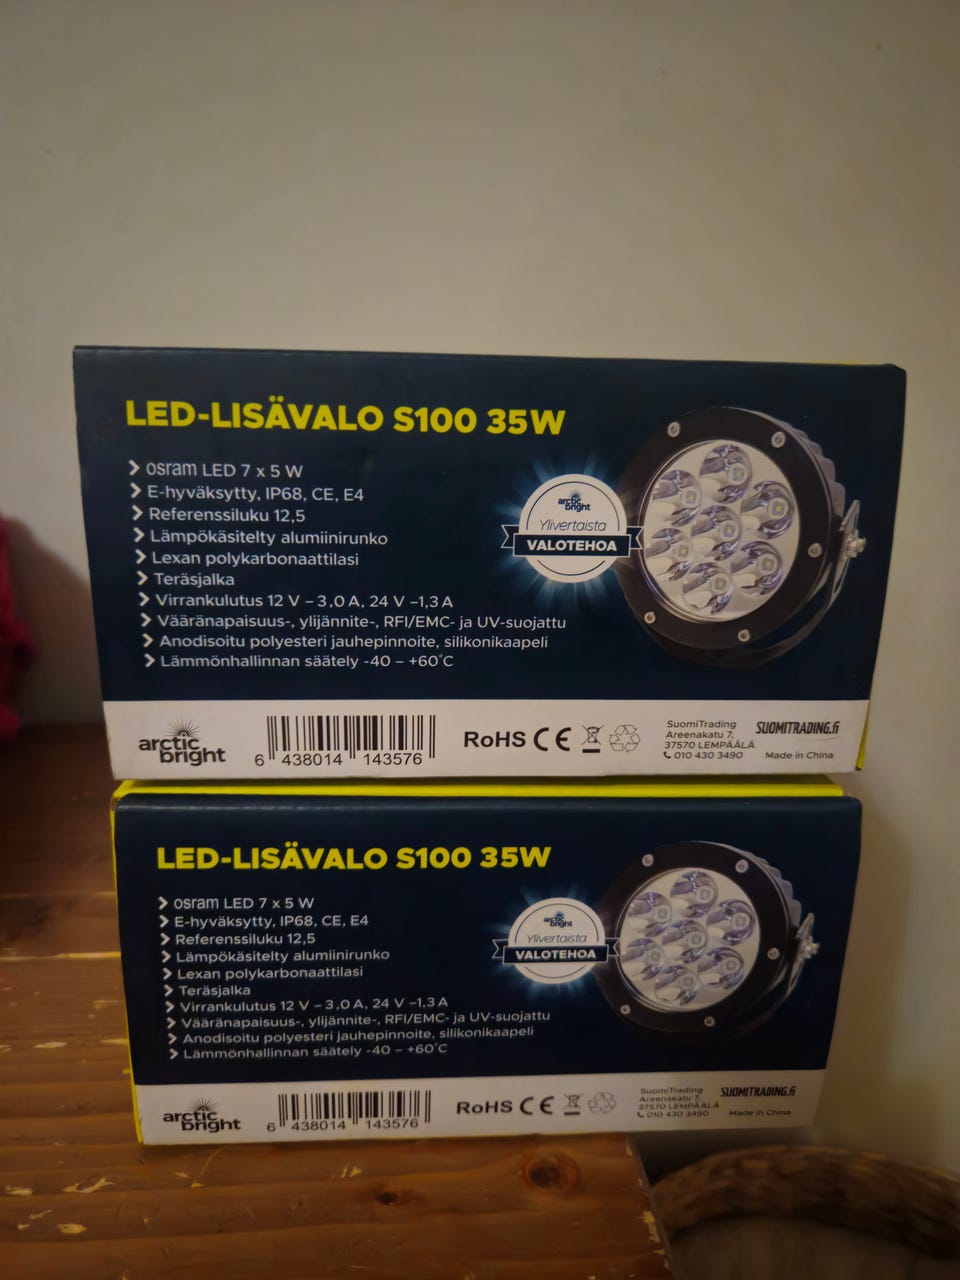 LED-LISÄVALO S100 35W
osram LED 7 x 5 W
E-hyväksytty, IP68, CE, E4
Referenssiluku 12,5
Lämpökäsitelty alumiinirunko
Lexan polykarbonaattilasi
Teräsjalka
Virrankulutus 12 V – 3,0 A, 24 V –1,3 A
Vääränapaisuus-, ylijännite-, RFI/EMC- ja UV-suojattu
Anodisoitu polyesteri jauhepinnoite, silikonikaapeli
Lämmönhallinnan säätely -40 – +60°C
arctic
bright
Ylivertaista
VALOTEHOA
arctic
bright
6 438014 143576
RoHS CE
SuomiTrading
Areenakatu 7,
37570 LEMPÄÄLÄ
010 430 3490
SUOMITRADING.fi
Made in China
LED-LISÄVALO S100 35W
osram LED 7 x 5 W
E-hyväksytty, IP68, CE, E4
Referenssiluku 12,5
Lämpökäsitelty alumiinirunko
Lexan polykarbonaattilasi
Teräsjalka
Virrankulutus 12 V – 3,0 A, 24 V –1,3 A
Vääränapaisuus-, ylijännite-, RFI/EMC- ja UV-suojattu
Anodisoitu polyesteri jauhepinnoite, silikonikaapeli
Lämmönhallinnan säätely -40 – +60°C
arctic
bright
Ylivertaista
VALOTEHOA
arctic
bright
6 438014 143576
RoHS CE
SuomiTrading
Areenakatu 7,
37570 LEMPÄÄLÄ
010 430 3490
SUOMITRADING.fi
Made in China